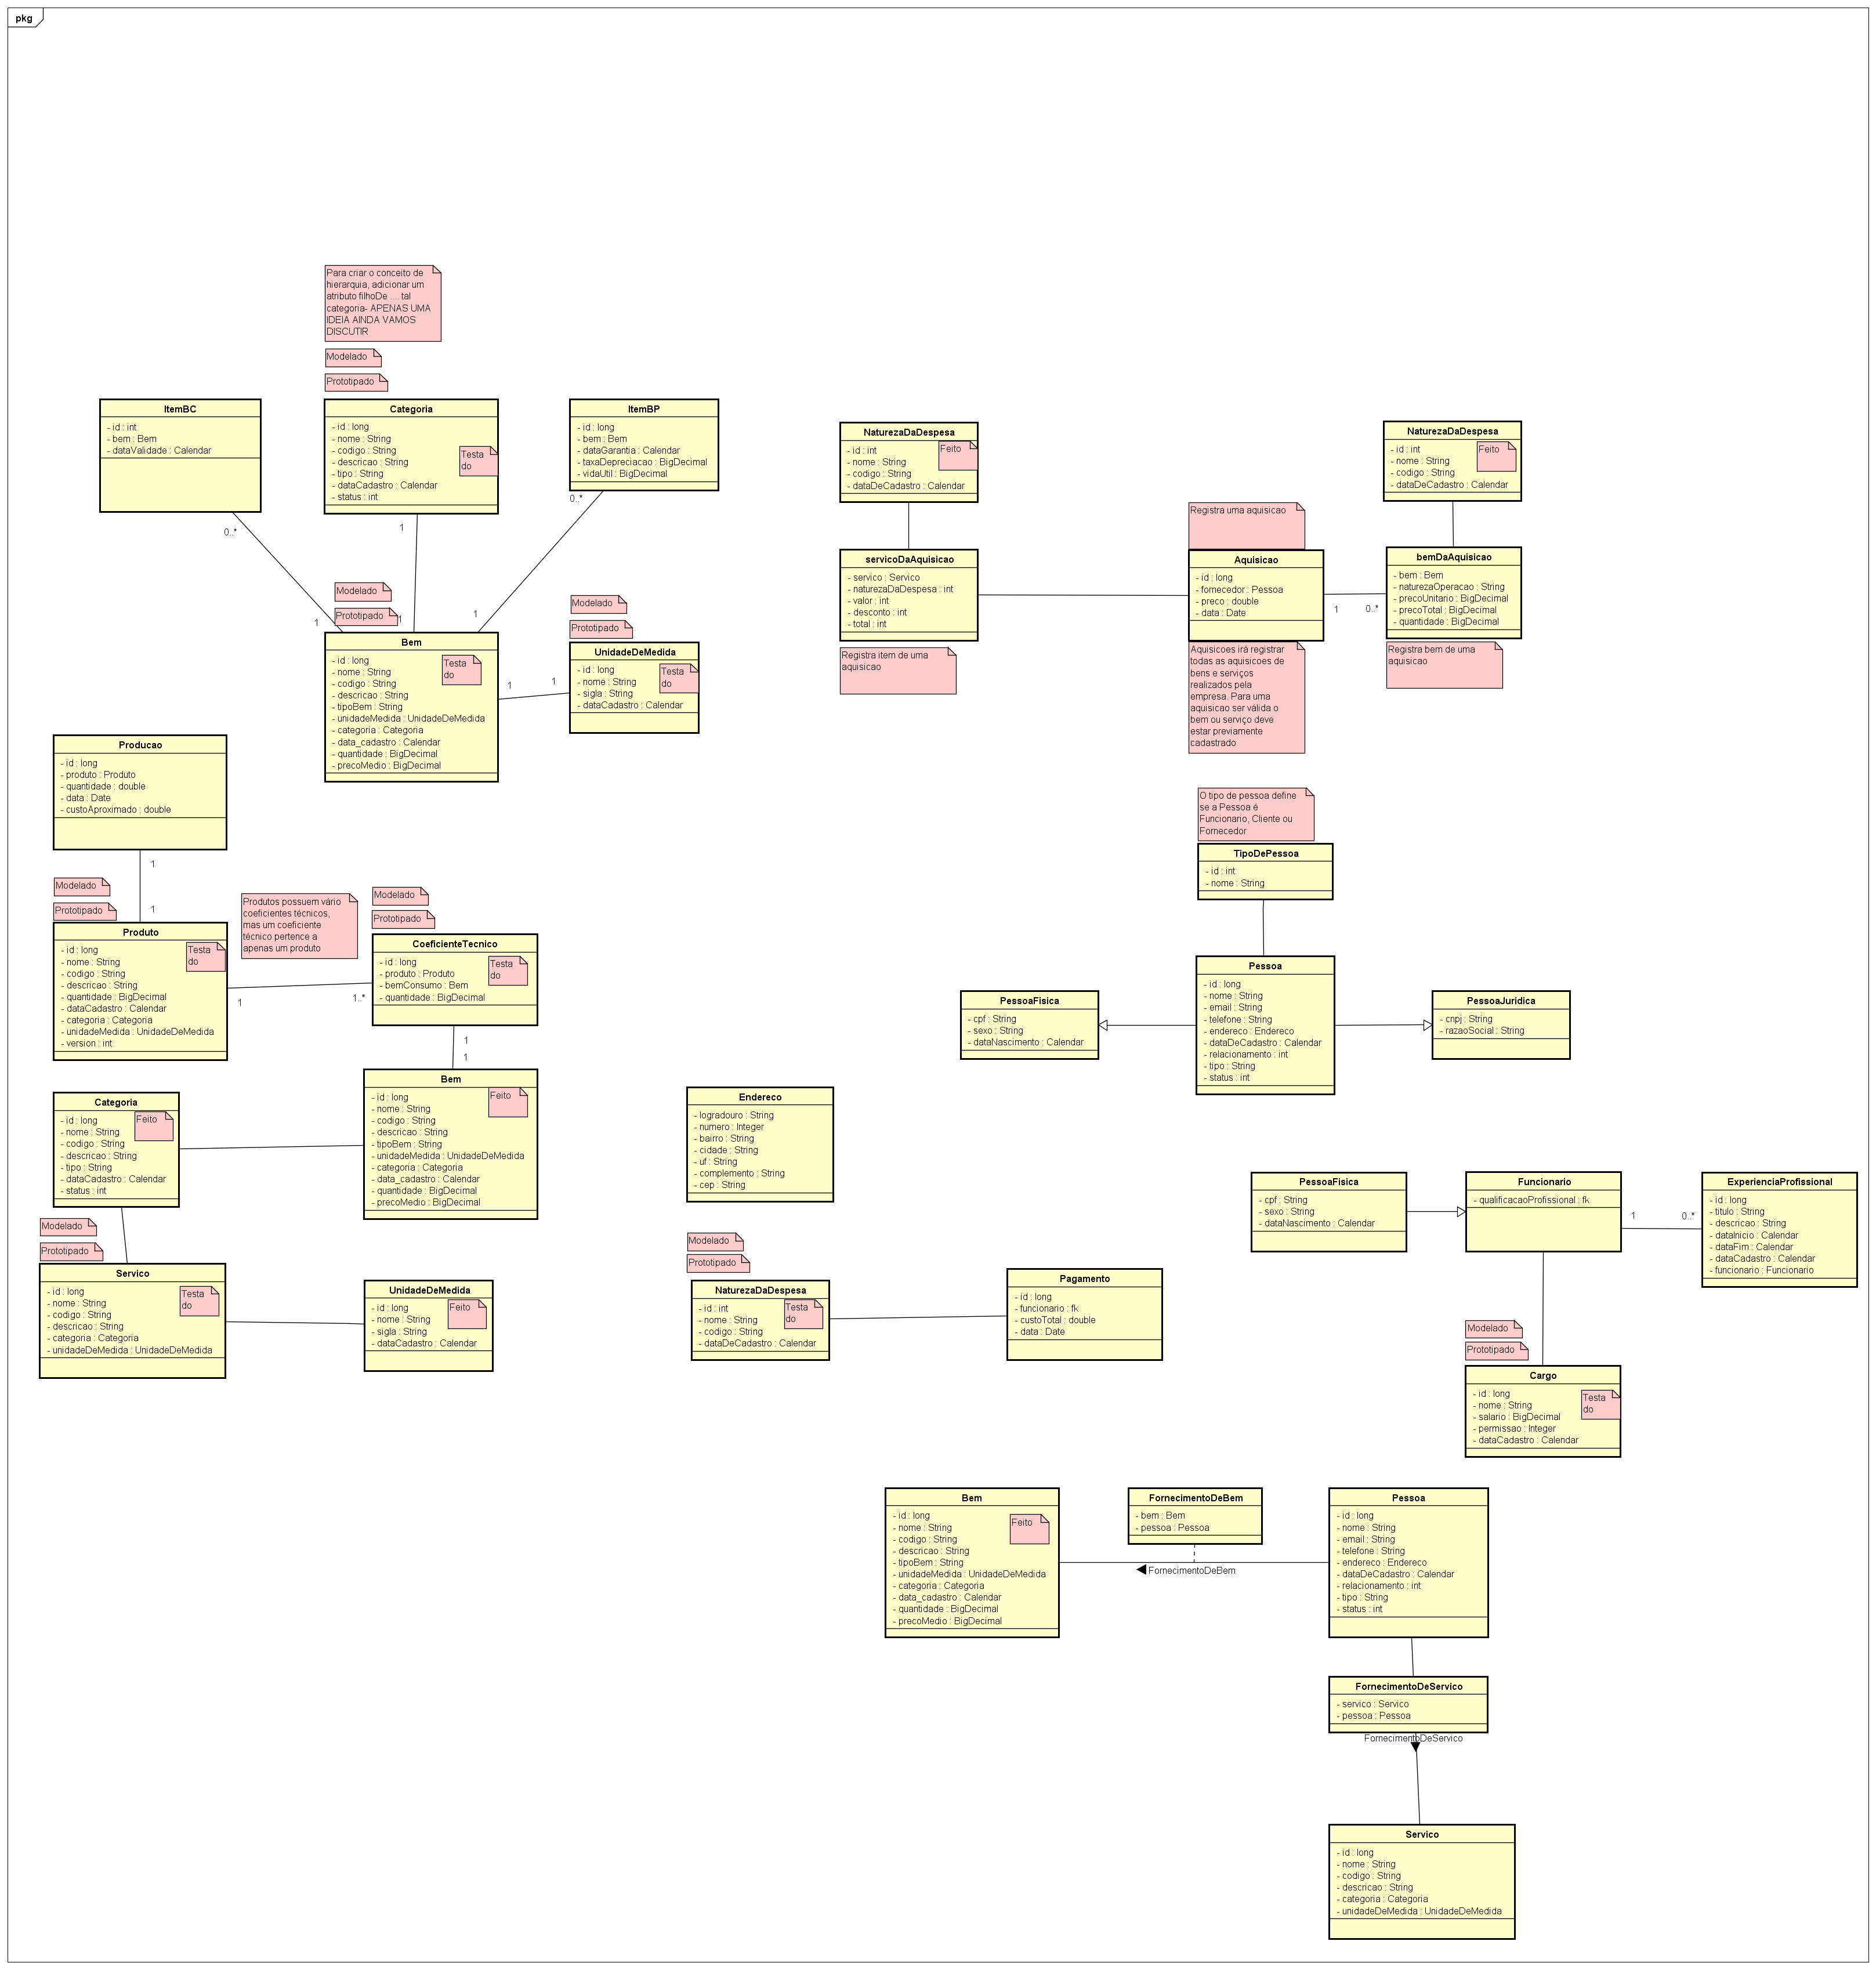 pkg
Para criar o conceito de
hierarquia, adicionar um
atributo filhoDe .... tal
categoria- APENAS UMA
IDEIA AINDA VAMOS
DISCUTIR
Modelado
Prototipado
ItemBC
- id : int
- bem : Bem
- dataValidade : Calendar
0..*
1
Categoria
- id : long
- nome : String
- codigo : String
- descricao : String
- tipo : String
- dataCadastro : Calendar
- status : int
Testa
do
1
1
ItemBP
- id : long
- bem : Bem
- dataGarantia : Calendar
- taxaDepreciacao : BigDecimal
- vidaUtil : BigDecimal
0..*
1
Modelado
Prototipado
Bem
- id : long
- nome : String
- codigo : String
- descricao : String
- tipoBem : String
- unidadeMedida : UnidadeDeMedida
- categoria : Categoria
- data_cadastro : Calendar
- quantidade : BigDecimal
- precoMedio : BigDecimal
Testa
do
1
1
Modelado
Prototipado
UnidadeDeMedida
- id : long
- nome : String
- sigla : String
- dataCadastro : Calendar
Testa
do
NaturezaDaDespesa
- id : int
- nome : String
- codigo : String
- dataDeCadastro : Calendar
Feito
servicoDaAquisicao
- servico : Servico
- naturezaDaDespesa : int
- valor : int
- desconto : int
- total : int
Registra item de uma
aquisicao
Registra uma aquisicao
Aquisicao
- id : long
- fornecedor : Pessoa
- preco : double
- data : Date
Aquisicoes irá registrar
todas as aquisicoes de
bens e serviços
realizados pela
empresa. Para uma
aquisicao ser válida o
bem ou serviço deve
estar previamente
cadastrado
1
0..*
NaturezaDaDespesa
- id : int
- nome : String
- codigo : String
- dataDeCadastro : Calendar
Feito
bemDaAquisicao
- bem : Bem
- naturezaOperacao : String
- precoUnitario : BigDecimal
- precoTotal : BigDecimal
- quantidade : BigDecimal
Registra bem de uma
aquisicao
Producao
- id : long
- produto : Produto
- quantidade : double
- data : Date
- custoAproximado : double
1
1
Modelado
Prototipado
Produto
- id : long
- nome : String
- codigo : String
- descricao : String
- quantidade : BigDecimal
- dataCadastro : Calendar
- categoria : Categoria
- unidadeMedida : UnidadeDeMedida
- version : int
Testa
do
Produtos possuem vário
coeficientes técnicos,
mas um coeficiente
técnico pertence a
apenas um produto
1
1..*
Modelado
Prototipado
CoeficienteTecnico
- id : long
- produto : Produto
- bemConsumo : Bem
- quantidade : BigDecimal
Testa
do
1
1
Bem
- id : long
- nome : String
- codigo : String
- descricao : String
- tipoBem : String
- unidadeMedida : UnidadeDeMedida
- categoria : Categoria
- data_cadastro : Calendar
- quantidade : BigDecimal
- precoMedio : BigDecimal
Feito
Categoria
- id : long
- nome : String
- codigo : String
- descricao : String
- tipo : String
- dataCadastro : Calendar
- status : int
Feito
Modelado
Prototipado
Servico
- id : long
- nome : String
- codigo : String
- descricao : String
- categoria : Categoria
- unidadeDeMedida : UnidadeDeMedida
Testa
do
UnidadeDeMedida
- id : long
- nome : String
- sigla : String
- dataCadastro : Calendar
Feito
O tipo de pessoa define
se a Pessoa é
Funcionario, Cliente ou
Fornecedor
TipoDePessoa
- id : int
- nome : String
Pessoa
- id : long
- nome : String
- email : String
- telefone : String
- endereco : Endereco
- dataDeCadastro : Calendar
- relacionamento : int
- tipo : String
- status : int
PessoaFisica
- cpf : String
- sexo : String
- dataNascimento : Calendar
PessoaJuridica
- cnpj : String
- razaoSocial : String
Endereco
- logradouro : String
- numero : Integer
- bairro : String
- cidade : String
- uf : String
- complemento : String
- cep : String
Modelado
Prototipado
NaturezaDaDespesa
- id : int
- nome : String
- codigo : String
- dataDeCadastro : Calendar
Testa
do
Pagamento
- id : long
- funcionario : fk
- custoTotal : double
- data : Date
PessoaFisica
- cpf : String
- sexo : String
- dataNascimento : Calendar
Funcionario
- qualificacaoProfissional : fk
1
0..*
ExperienciaProfissional
- id : long
- titulo : String
- descricao : String
- dataInicio : Calendar
- dataFim : Calendar
- dataCadastro : Calendar
- funcionario : Funcionario
Modelado
Prototipado
Cargo
- id : long
- nome : String
- salario : BigDecimal
- permissao : Integer
- dataCadastro : Calendar
Testa
do
Bem
- id : long
- nome : String
- codigo : String
- descricao : String
- tipoBem : String
- unidadeMedida : UnidadeDeMedida
- categoria : Categoria
- data_cadastro : Calendar
- quantidade : BigDecimal
- precoMedio : BigDecimal
Feito
FornecimentoDeBem
- bem : Bem
- pessoa : Pessoa
FornecimentoDeBem
Pessoa
- id : long
- nome : String
- email : String
- telefone : String
- endereco : Endereco
- dataDeCadastro : Calendar
- relacionamento : int
- tipo : String
- status : int
FornecimentoDeServico
- servico : Servico
- pessoa : Pessoa
FornecimentoDeServico
Servico
- id : long
- nome : String
- codigo : String
- descricao : String
- categoria : Categoria
- unidadeDeMedida : UnidadeDeMedida